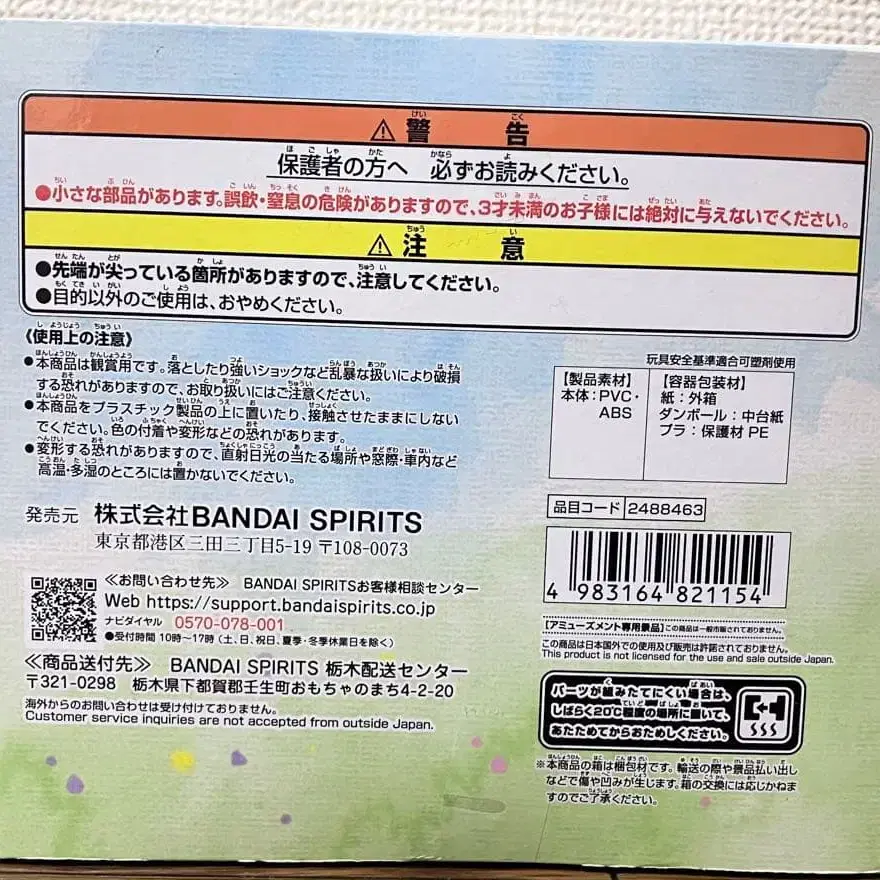 ⚠警告
保護者の方へ 必ずお読みください。
●小さな部品があります。誤飲・窒息の危険がありますので、3才未満のお子様には絶対に与えないでください。
⚠注意
●先端が尖っている箇所がありますので、注意してください。
●目的以外のご使用は、おやめください。
《使用上の注意》
●本商品は観賞用です。落としたり強いショックなど乱暴な扱いにより破損
する恐れがありますので、お取り扱いにはご注意ください。
●本商品をプラスチック製品の上に置いたり、接触させたままにしない
でください。色の付着や変形などの恐れがあります。
●変形する恐れがありますので、直射日光の当たる場所や窓際・車内など
高温・多湿のところには置かないでください。
発売元 株式会社BANDAI SPIRITS
東京都港区三田三丁目5-19 〒108-0073
≪お問い合わせ先≫ BANDAI SPIRITSお客様相談センター
Web https://support.bandaispirits.co.jp
ナビダイヤル 0570-078-001
●受付時間 10時〜17時(土、日、祝日、夏季・冬季休業日を除く)
≪商品送付先≫ BANDAI SPIRITS 栃木配送センター
〒321-0298 栃木県下都賀郡壬生町おもちゃのまち4-2-20
海外からのお問い合わせは受け付けておりません。
Customer service inquiries are not accepted from outside Japan.
玩具安全基準適合可塑剤使用
【製品素材】
本体:PVC・
ABS
【容器包装材】
紙:外箱
ダンボール:中台紙
プラ:保護材 PE
品目コード 2488463
4 983164 821154
【アミューズメント専用景品】この商品は一般市販されておりません。
この商品は日本国外での使用及び販売は許諾されておりません。
This product is not licensed for the use and sale outside Japan.
パーツが組みたてにくい場合は、
しばらく20℃程度の場所に置いて、
あたためてからおためしください。
※本商品の箱は梱包材です。輸送の際や景品払い出し
などで傷や凹みが生じます。箱の交換には応じかねま
すのでご了承ください。